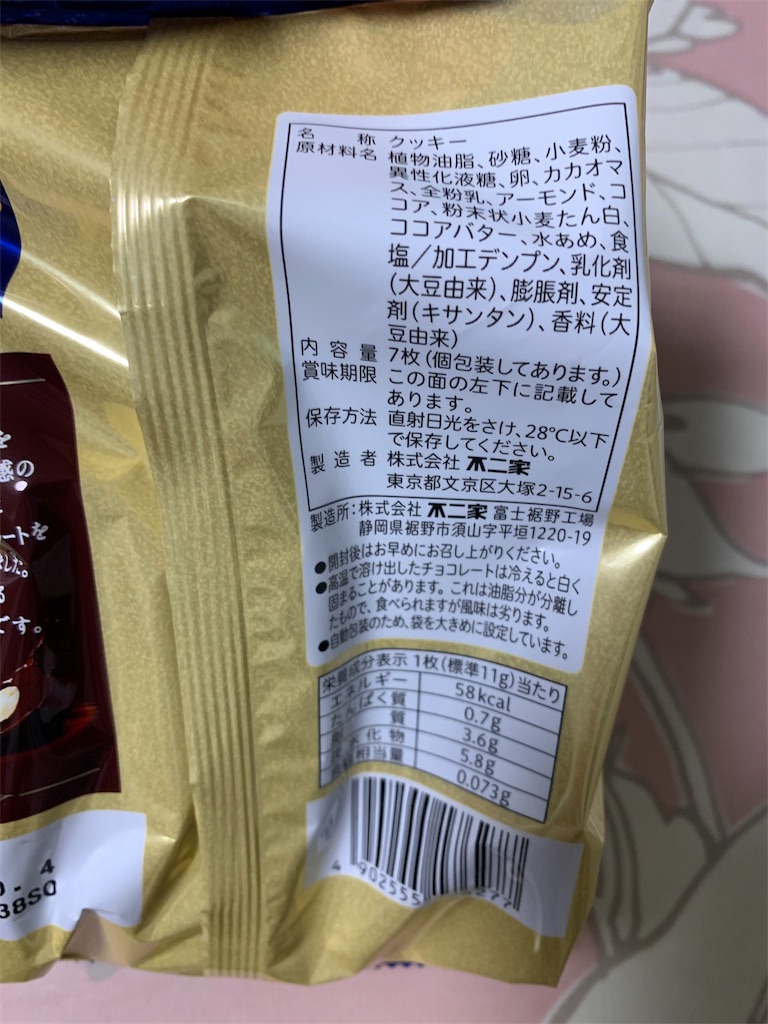 名称 クッキー
原材料名 植物油脂、砂糖、小麦粉、
異性化液糖、卵、カカオマ
ス、全粉乳、アーモンド、コ
コア、粉末状小麦たん白、
ココアバター、水あめ、食
塩／加工デンプン、乳化剤
(大豆由来)、膨脹剤、安定
剤(キサンタン)、香料(大
豆由来)
内容量 7枚(個包装してあります。)
賞味期限 この面の左下に記載して
あります。
保存方法 直射日光をさけ、28℃以下
で保存してください。
製造者 株式会社 不二家
東京都文京区大塚2-15-6
製造所:株式会社 不二家 富士裾野工場
静岡県裾野市須山字平垣1220-19
●開封後はお早めにお召し上がりください。
●高温で溶け出したチョコレートは冷えると白く
固まることがあります。これは油脂分が分離し
たもので、食べられますが風味は劣ります。
●自動包装のため、袋を大きめに設定しています。
栄養成分表示 1枚(標準11g)当たり
エネルギー 58kcal
たんぱく質 0.7g
質 3.6g
水化物 5.8g
相当量 0.073g
4 902555 277
を
感の
ートを
した。
る
です。
- 4
38SO